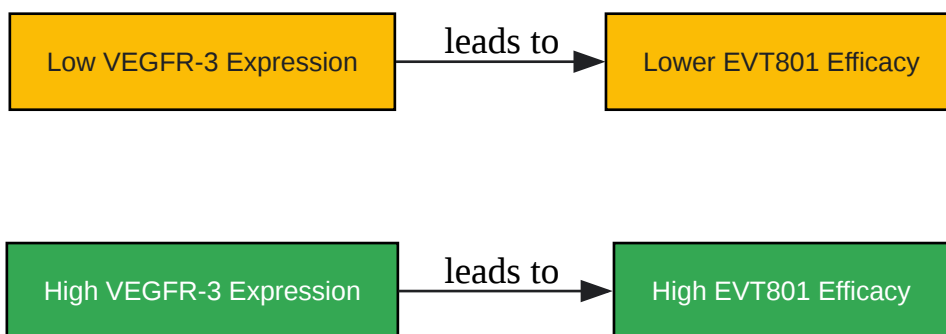 Low VEGFR-3 Expression
leads to
Lower EVT801 Efficacy
High VEGFR-3 Expression
leads to
High EVT801 Efficacy